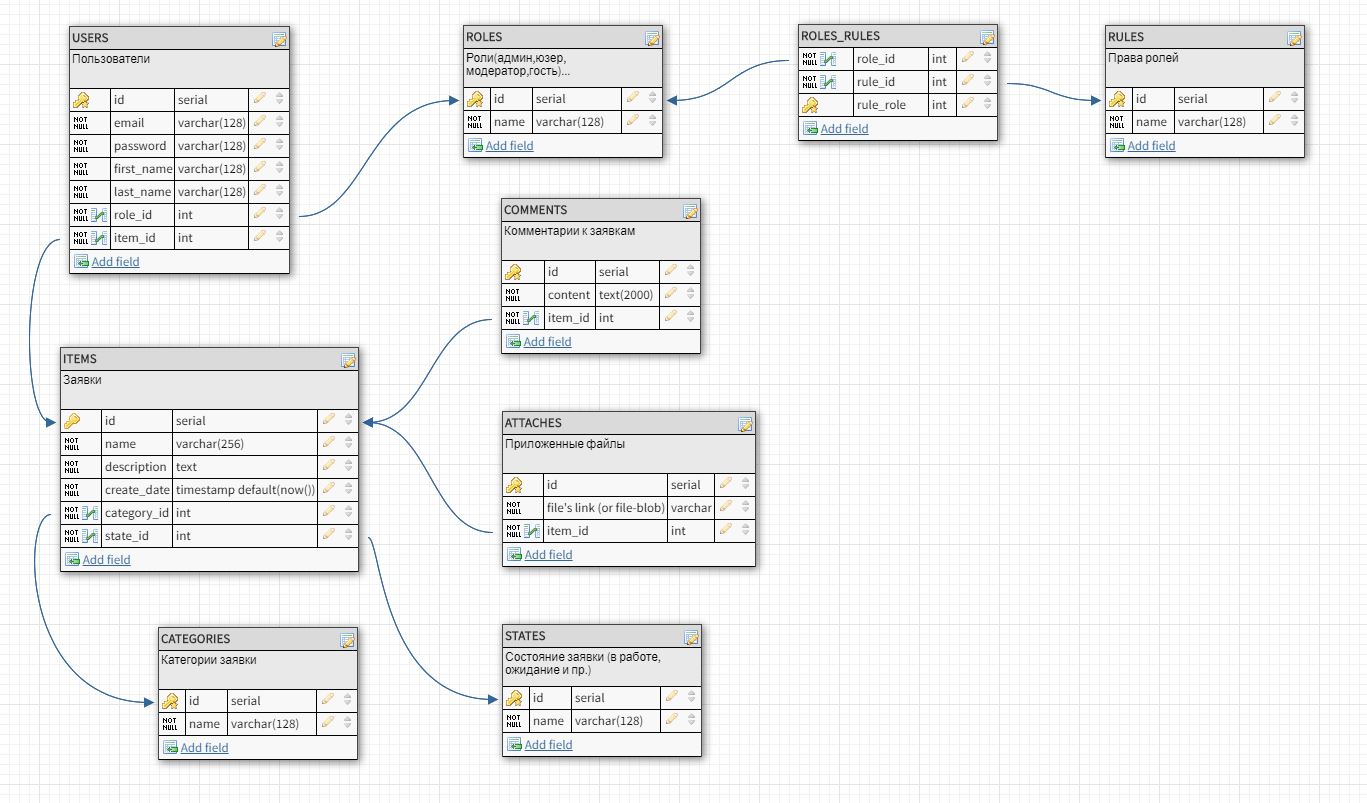 USERS
Пользователи
id serial
NOT NULL email varchar(128)
NOT NULL password varchar(128)
NOT NULL first_name varchar(128)
NOT NULL last_name varchar(128)
NOT NULL role_id int
NOT NULL item_id int
Add field
ROLES
Роли(админ,юзер,
модератор,гость)...
id serial
NOT NULL name varchar(128)
Add field
ROLES_RULES
NOT NULL role_id int
NOT NULL rule_id int
rule_role int
Add field
RULES
Права ролей
id serial
NOT NULL name varchar(128)
Add field
COMMENTS
Комментарии к заявкам
id serial
NOT NULL content text(2000)
NOT NULL item_id int
Add field
ITEMS
Заявки
id serial
NOT NULL name varchar(256)
NOT NULL description text
NOT NULL create_date timestamp default(now())
NOT NULL category_id int
NOT NULL state_id int
Add field
ATTACHES
Приложенные файлы
id serial
NOT NULL file's link (or file-blob) varchar
NOT NULL item_id int
Add field
CATEGORIES
Категории заявки
id serial
NOT NULL name varchar(128)
Add field
STATES
Состояние заявки (в работе,
ожидание и пр.)
id serial
NOT NULL name varchar(128)
Add field